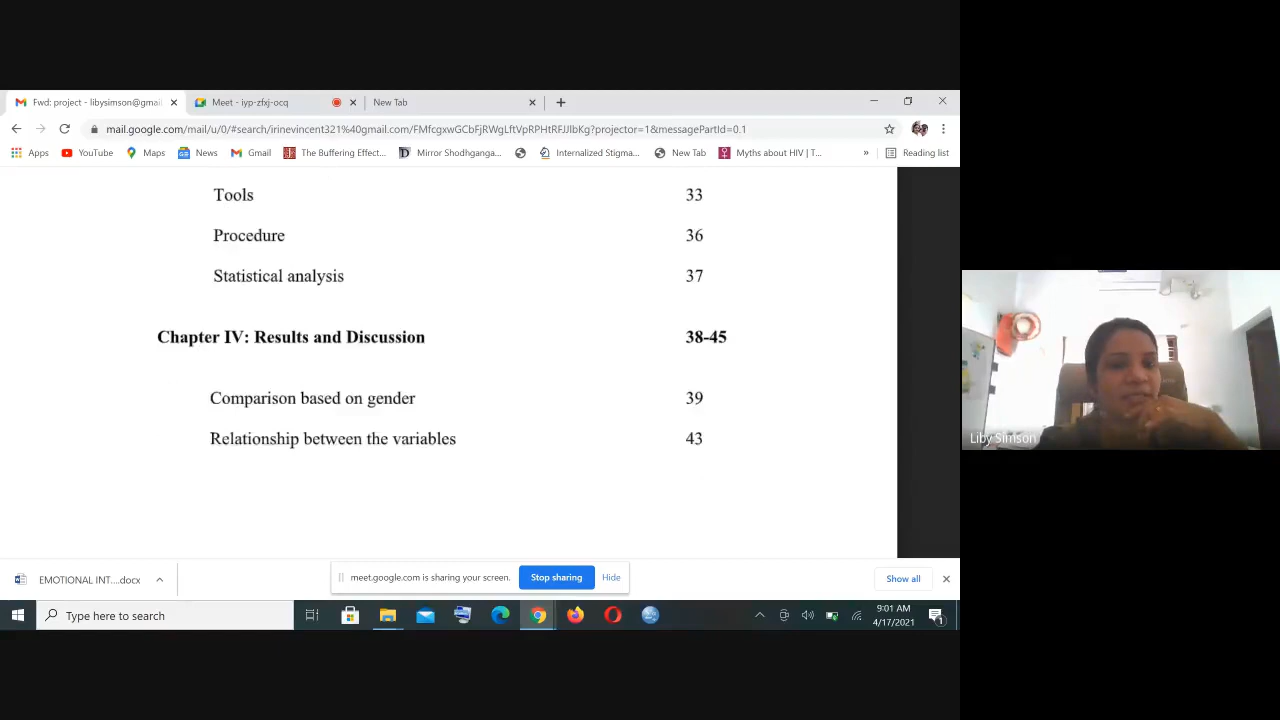 Fwd: project - libysimson@gmai
Meet - iyp-zfxj-ocq
New Tab
mail.google.com/mail/u/0/#search/irinevincent321%40gmail.com/FMfcgxwGCbFjRWgLftVpRPHtRFJJlbKg?projector=1&messagePartId=0.1
Apps
YouTube
Maps
News
Gmail
The Buffering Effect...
Mirror Shodhganga...
Internalized Stigma...
New Tab
Myths about HIV | T...
»
Reading list
Tools 33
Procedure 36
Statistical analysis 37
Chapter IV: Results and Discussion 38-45
Comparison based on gender 39
Relationship between the variables 43
Liby Simson
EMOTIONAL INT....docx
meet.google.com is sharing your screen.
Stop sharing
Hide
Show all
Type here to search
9:01 AM
4/17/2021
1